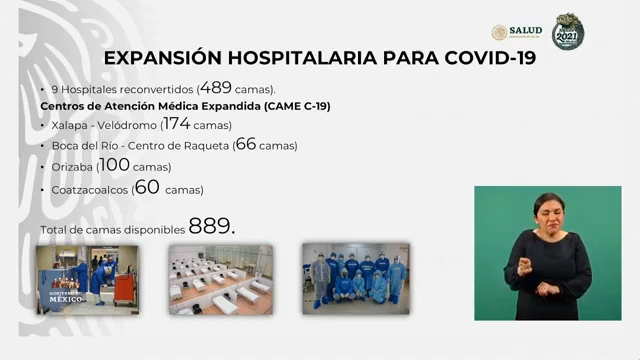 SALUD
2021
EXPANSIÓN HOSPITALARIA PARA COVID-19
• 9 Hospitales reconvertidos (489 camas).
Centros de Atención Médica Expandida (CAME C-19)
• Xalapa - Velódromo (174 camas)
• Boca del Río - Centro de Raqueta (66 camas)
• Orizaba (100 camas)
• Coatzacoalcos (60 camas)
Total de camas disponibles 889.
GOBIERNO DE
MÉXICO